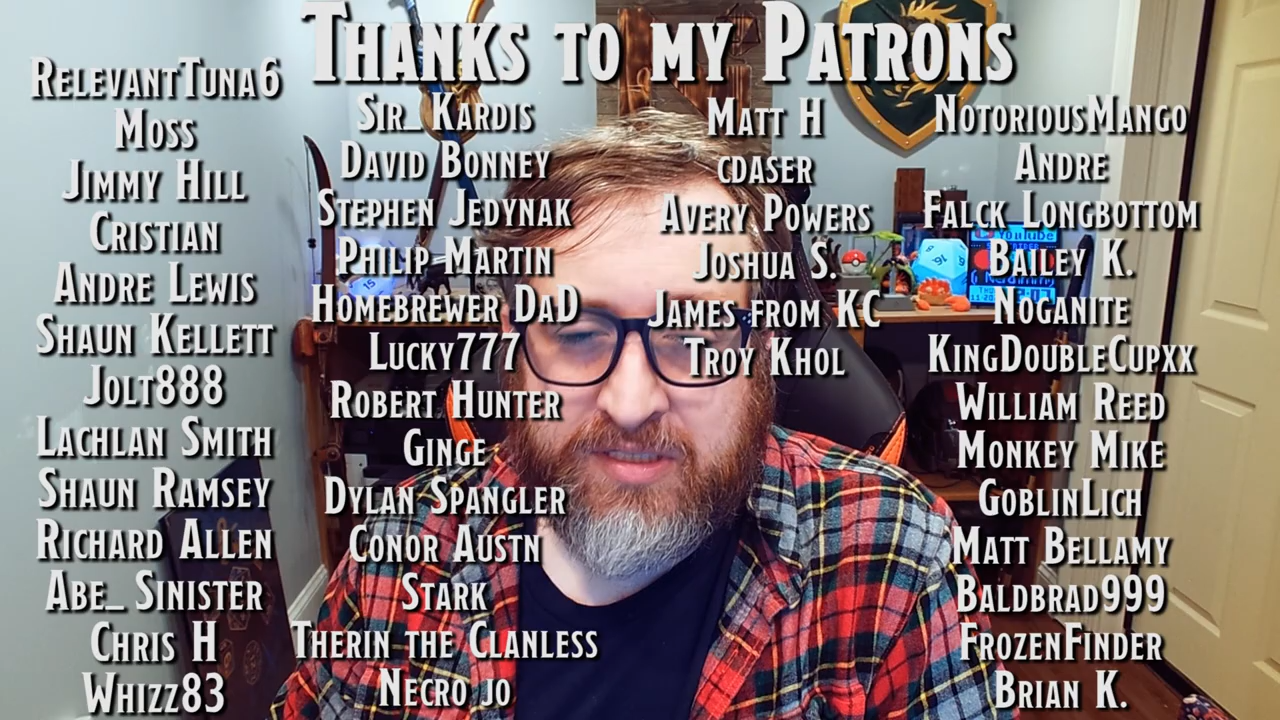 Thanks to my Patrons
RelevantTuna6
Moss
Jimmy Hill
Cristian
Andre Lewis
Shaun Kellett
Jolt888
Lachlan Smith
Shaun Ramsey
Richard Allen
Abe_ Sinister
Chris H
Whizz83
Sir_ Kardis
David Bonney
Stephen Jedynak
Philip Martin
Homebrewer DaD
Lucky777
Robert Hunter
Ginge
Dylan Spangler
Conor Austn
Stark
Therin the Clanless
Necro jo
Matt H
cdaser
Avery Powers
Joshua S.
James from KC
Troy Khol
NotoriousMango
Andre
Falck Longbottom
Bailey K.
Noganite
KingDoubleCupxx
William Reed
Monkey Mike
GoblinLich
Matt Bellamy
Baldbrad999
FrozenFinder
Brian K.
YouTube
15
16